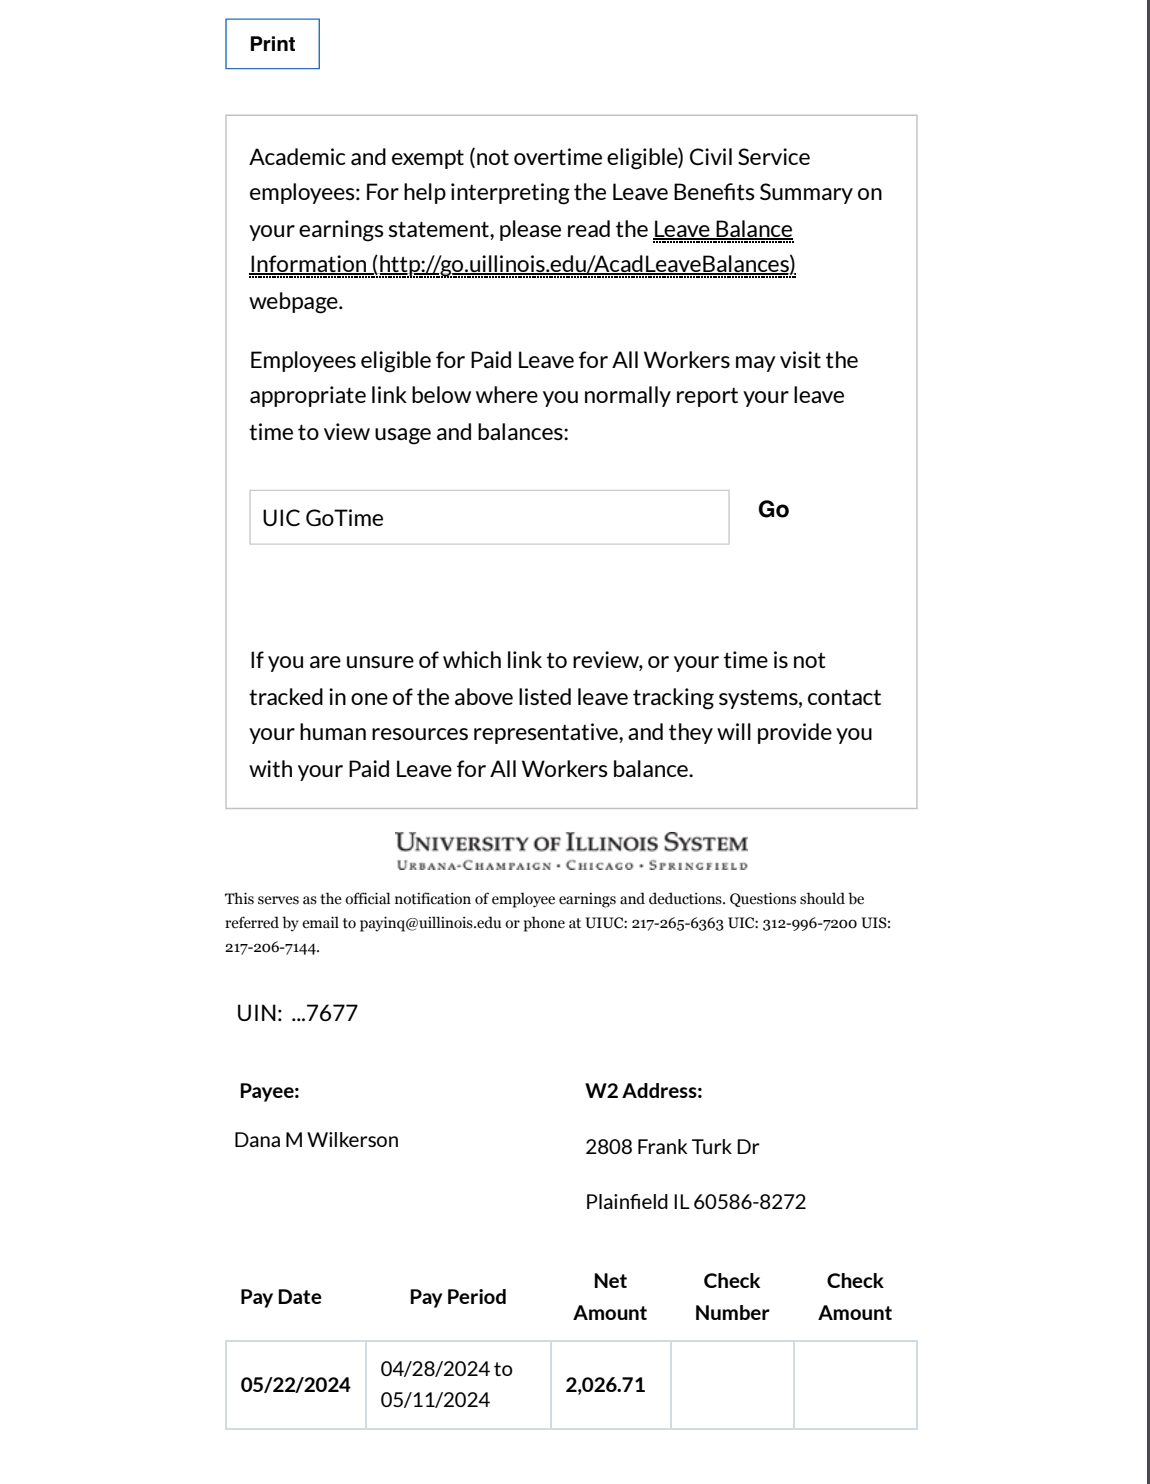 Print
Academic and exempt (not overtime eligible) Civil Service
employees: For help interpreting the Leave Benefits Summary on
your earnings statement, please read the Leave Balance
Information (http://go.uillinois.edu/AcadLeaveBalances)
webpage.
Employees eligible for Paid Leave for All Workers may visit the
appropriate link below where you normally report your leave
time to view usage and balances:
UIC GoTime
Go
If you are unsure of which link to review, or your time is not
tracked in one of the above listed leave tracking systems, contact
your human resources representative, and they will provide you
with your Paid Leave for All Workers balance.
UNIVERSITY OF ILLINOIS SYSTEM
URBANA-CHAMPAIGN • CHICAGO • SPRINGFIELD
This serves as the official notification of employee earnings and deductions. Questions should be
referred by email to payinq@uillinois.edu or phone at UIUC: 217-265-6363 UIC: 312-996-7200 UIS:
217-206-7144.
UIN: ...7677
Payee: W2 Address:
Dana M Wilkerson
2808 Frank Turk Dr
Plainfield IL 60586-8272
Pay Date Pay Period Net Amount Check Number Check Amount
05/22/2024 04/28/2024 to 05/11/2024 2,026.71